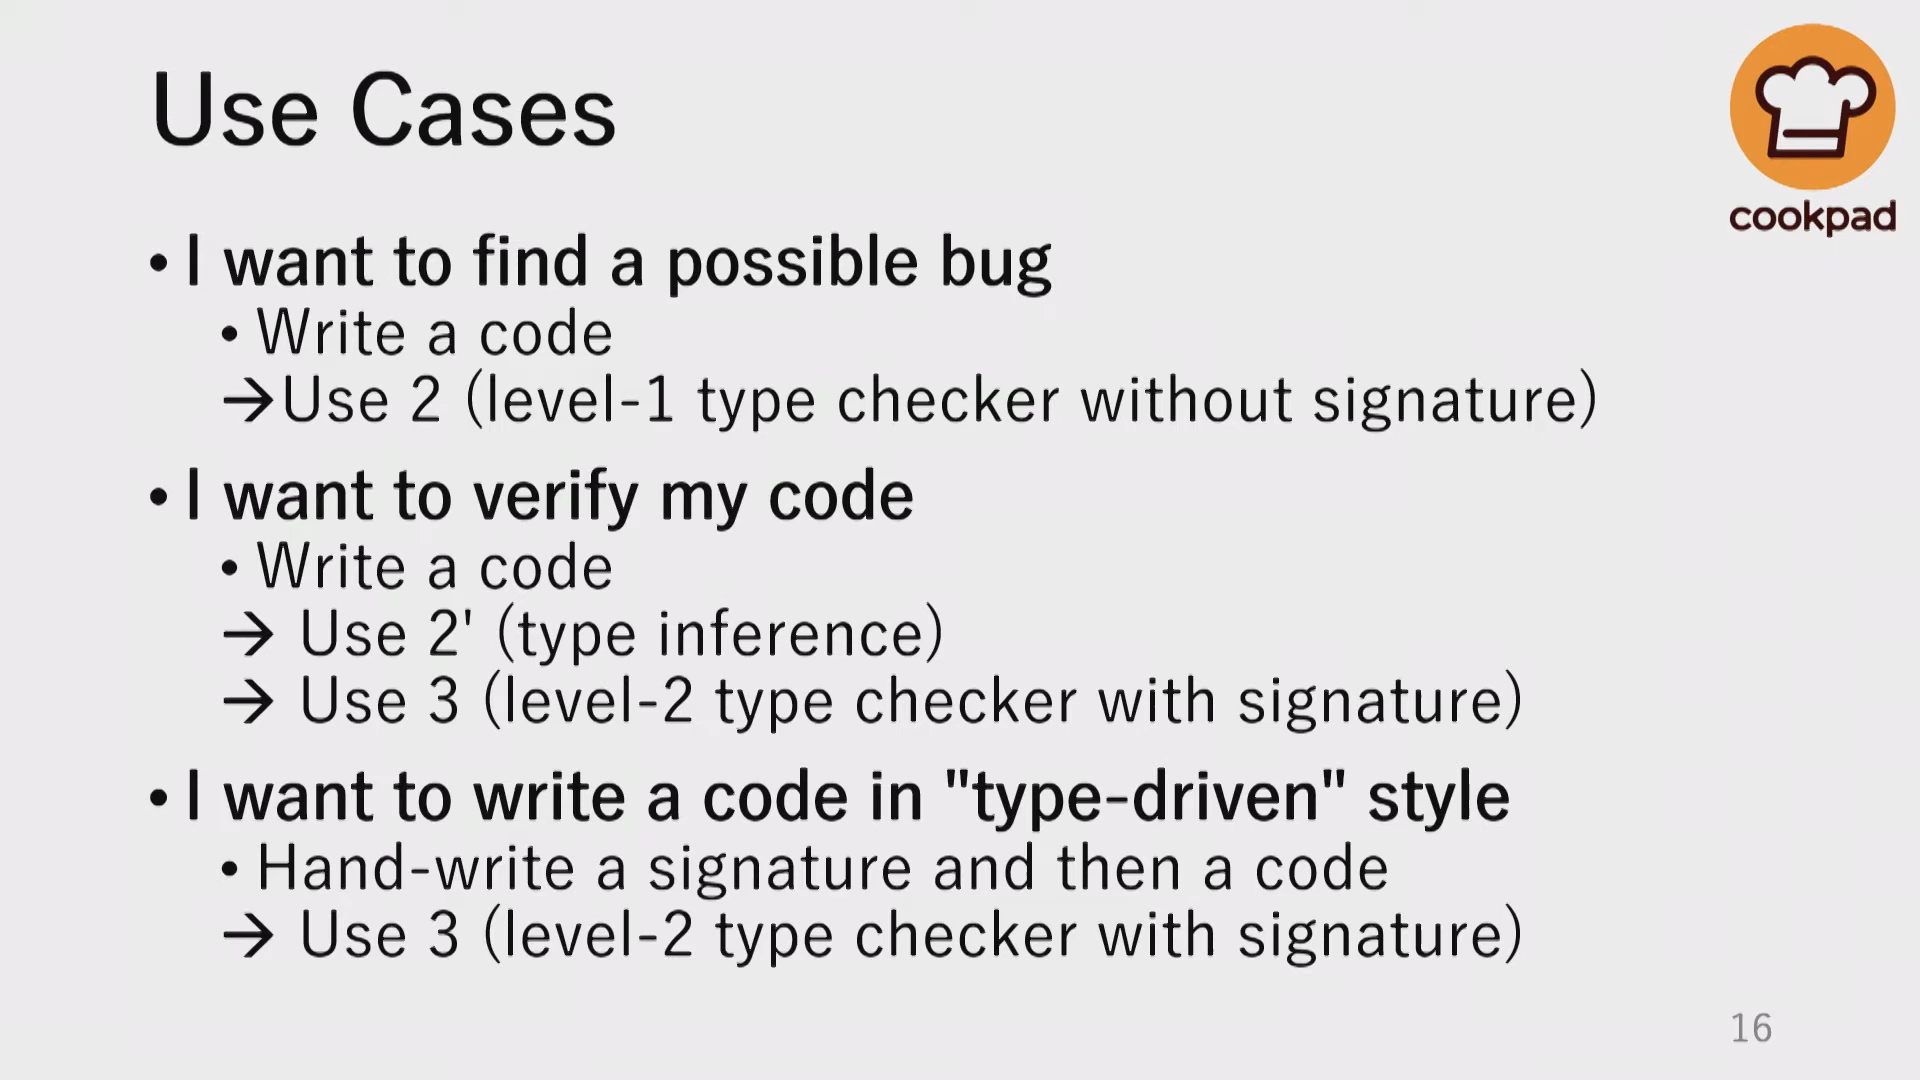 Use Cases
cookpad
• I want to find a possible bug
• Write a code
→Use 2 (level-1 type checker without signature)
• I want to verify my code
• Write a code
→ Use 2' (type inference)
→ Use 3 (level-2 type checker with signature)
• I want to write a code in "type-driven" style
• Hand-write a signature and then a code
→ Use 3 (level-2 type checker with signature)
16